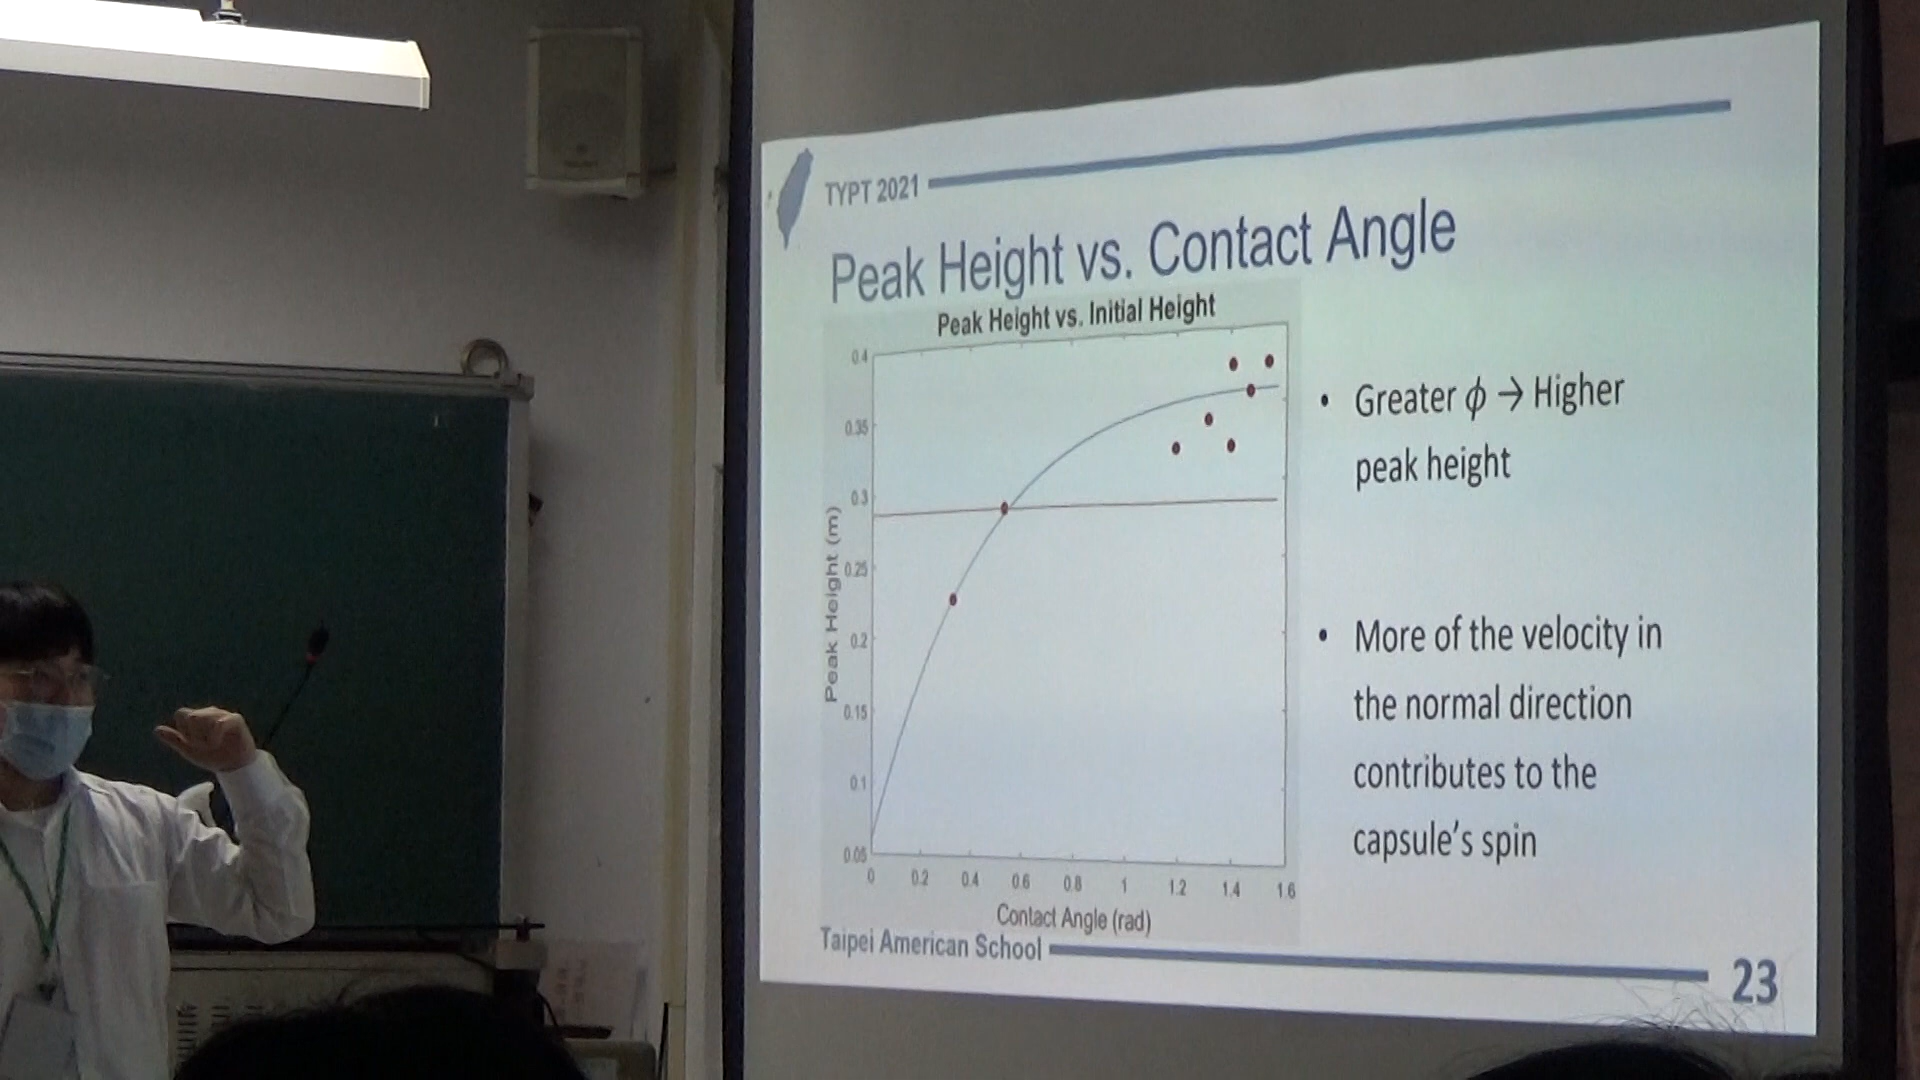 TYPT 2021
Peak Height vs. Contact Angle
Peak Height vs. Initial Height
0.4
0.35
0.3
0.25
0.2
0.15
0.1
0.05
Peak Height (m)
0 0.2 0.4 0.6 0.8 1 1.2 1.4 1.6
Contact Angle (rad)
• Greater ϕ → Higher
peak height
• More of the velocity in
the normal direction
contributes to the
capsule's spin
Taipei American School
23